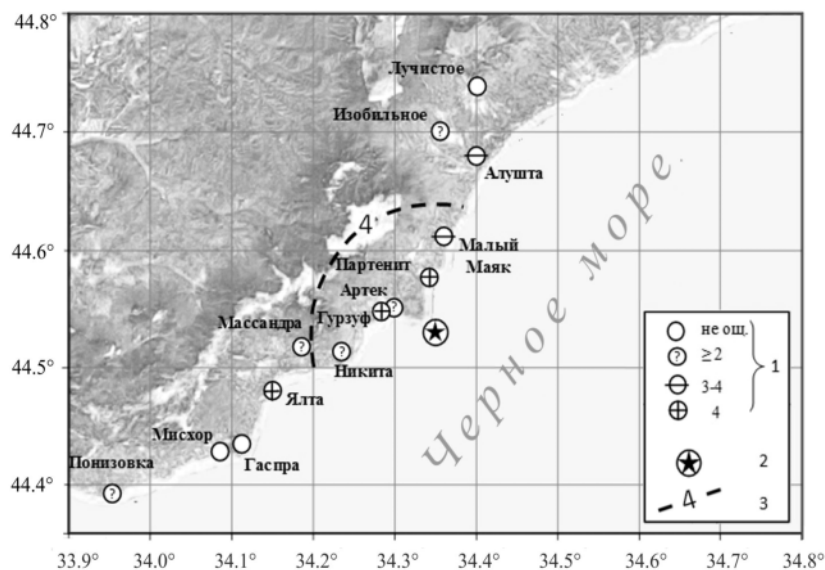 44.8°
44.7°
44.6°
44.5°
44.4°
33.9° 34.0° 34.1° 34.2° 34.3° 34.4° 34.5° 34.6° 34.7° 34.8°
Лучистое
Изобильное
?
Алушта
4
Малый
Маяк
Партенит
Артек
?
Гурзуф
Массандра
?
?
Никита
Ялта
Мисхор
Гаспра
Понизовка
?
Черное море
не ощ.
? ≥2
3-4
4
1
2
4 3